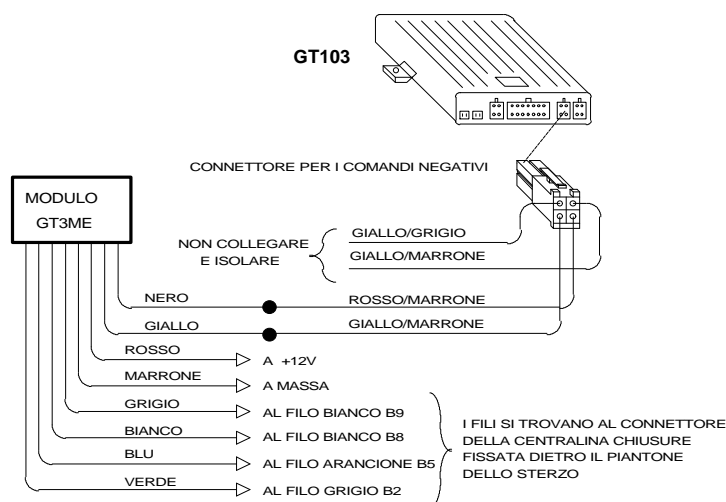 GT103
CONNETTORE PER I COMANDI NEGATIVI
MODULO
GT3ME
NON COLLEGARE
E ISOLARE
GIALLO/GRIGIO
GIALLO/MARRONE
NERO
ROSSO/MARRONE
GIALLO
GIALLO/MARRONE
ROSSO
A +12V
MARRONE
A MASSA
GRIGIO
AL FILO BIANCO B9
BIANCO
AL FILO BIANCO B8
BLU
AL FILO ARANCIONE B5
VERDE
AL FILO GRIGIO B2
I FILI SI TROVANO AL CONNETTORE
DELLA CENTRALINA CHIUSURE
FISSATA DIETRO IL PIANTONE
DELLO STERZO